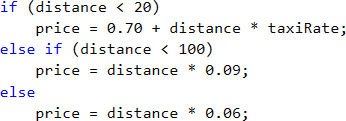 if (distance < 20)
    price = 0.70 + distance * taxiRate;
else if (distance < 100)
    price = distance * 0.09;
else
    price = distance * 0.06;